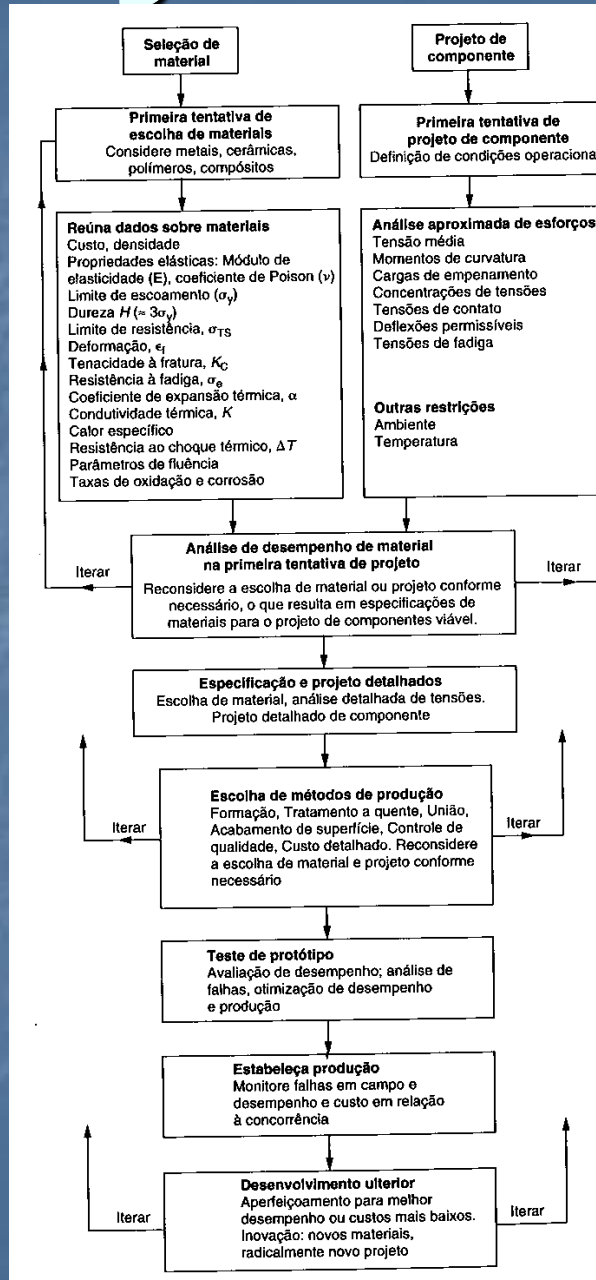 Seleção de
material
Projeto de
componente
Primeira tentativa de
escolha de materiais
Considere metais, cerâmicas,
polímeros, compósitos
Primeira tentativa de
projeto de componente
Definição de condições operaciona
Reúna dados sobre materiais
Custo, densidade
Propriedades elásticas: Módulo de
elasticidade (E), coeficiente de Poison (ν)
Limite de escoamento (σy)
Dureza H (≈ 3σy)
Limite de resistência, σTS
Deformação, ϵf
Tenacidade à fratura, KC
Resistência à fadiga, σe
Coeficiente de expansão térmica, α
Condutividade térmica, K
Calor específico
Resistência ao choque térmico, ΔT
Parâmetros de fluência
Taxas de oxidação e corrosão
Análise aproximada de esforços
Tensão média
Momentos de curvatura
Cargas de empenamento
Concentrações de tensões
Tensões de contato
Deflexões permissíveis
Tensões de fadiga
Outras restrições
Ambiente
Temperatura
Iterar
Análise de desempenho de material
na primeira tentativa de projeto
Reconsidere a escolha de material ou projeto conforme
necessário, o que resulta em especificações de
materiais para o projeto de componentes viável.
Iterar
Especificação e projeto detalhados
Escolha de material, análise detalhada de tensões.
Projeto detalhado de componente
Iterar
Escolha de métodos de produção
Formação, Tratamento a quente, União,
Acabamento de superfície, Controle de
qualidade, Custo detalhado. Reconsidere
a escolha de material e projeto conforme
necessário
Iterar
Teste de protótipo
Avaliação de desempenho; análise de
falhas, otimização de desempenho
e produção
Estabeleça produção
Monitore falhas em campo e
desempenho e custo em relação
à concorrência
Iterar
Desenvolvimento ulterior
Aperfeiçoamento para melhor
desempenho ou custos mais baixos.
Inovação: novos materiais,
radicalmente novo projeto
Iterar